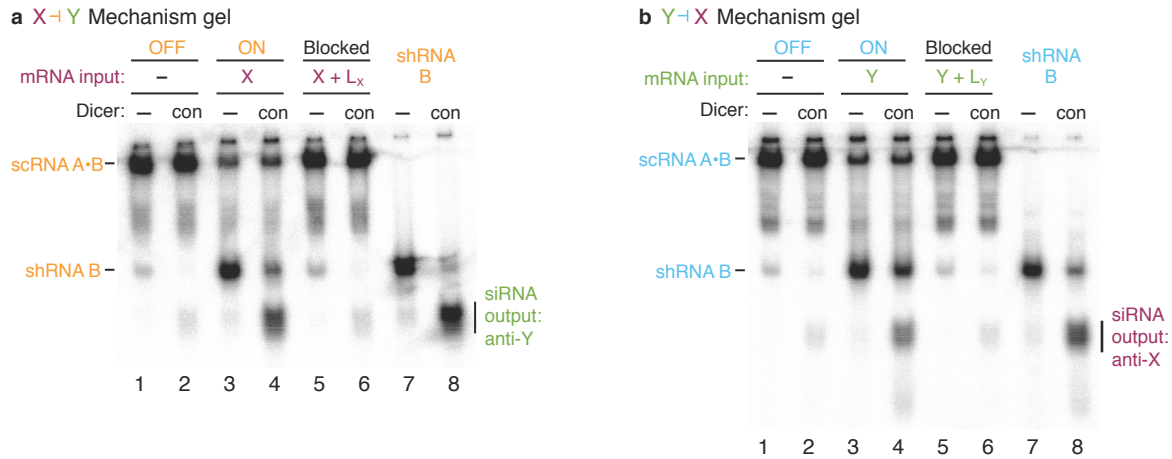 a X ⊣ Y Mechanism gel
OFF ON Blocked shRNA
mRNA input: – X X + Lx B
Dicer: – con – con – con – con
scRNA A•B
shRNA B
siRNA
output:
anti-Y
1 2 3 4 5 6 7 8
b Y ⊣ X Mechanism gel
OFF ON Blocked shRNA
mRNA input: – Y Y + LY B
Dicer: – con – con – con – con
scRNA A•B
shRNA B
siRNA
output:
anti-X
1 2 3 4 5 6 7 8